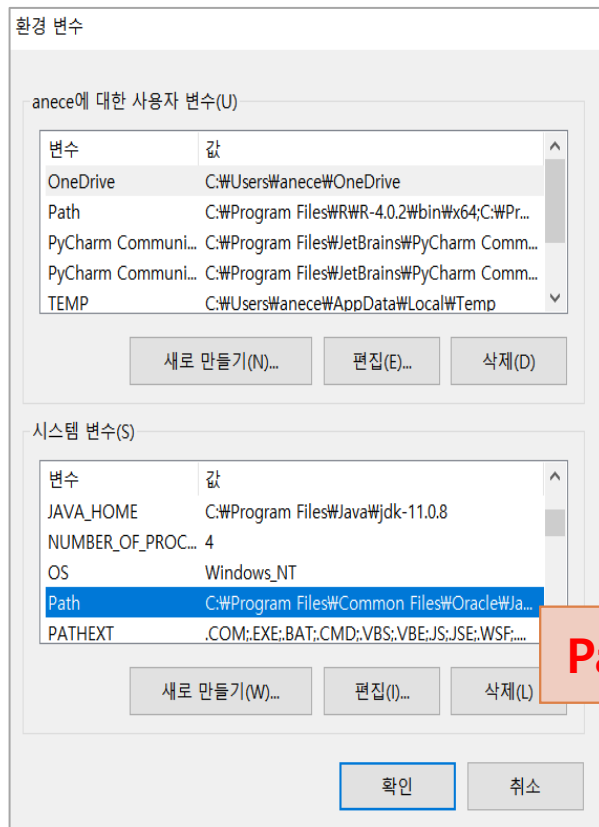 환경 변수
anece에 대한 사용자 변수(U)
변수 값
OneDrive C:₩Users₩anece₩OneDrive
Path C:₩Program Files₩R₩R-4.0.2₩bin₩x64;C:₩Pr...
PyCharm Communi... C:₩Program Files₩JetBrains₩PyCharm Comm...
PyCharm Communi... C:₩Program Files₩JetBrains₩PyCharm Comm...
TEMP C:₩Users₩anece₩AppData₩Local₩Temp
새로 만들기(N)... 편집(E)... 삭제(D)
시스템 변수(S)
변수 값
JAVA_HOME C:₩Program Files₩Java₩jdk-11.0.8
NUMBER_OF_PROC... 4
OS Windows_NT
Path C:₩Program Files₩Common Files₩Oracle₩Ja...
PATHEXT .COM;.EXE;.BAT;.CMD;.VBS;.VBE;.JS;.JSE;.WSF;....
새로 만들기(W)... 편집(I)... 삭제(L)
확인 취소